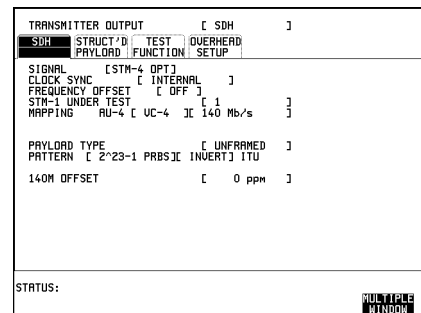 TRANSMITTER OUTPUT [ SDH ]
SDH STRUCT'D PAYLOAD TEST FUNCTION OVERHEAD SETUP
SIGNAL [STM-4 OPT]
CLOCK SYNC [ INTERNAL ]
FREQUENCY OFFSET [ OFF ]
STM-1 UNDER TEST [ 1 ]
MAPPING AU-4 [ VC-4 ][ 140 Mb/s ]
PAYLOAD TYPE [ UNFRAMED ]
PATTERN [ 2^23-1 PRBS][ INVERT] ITU
140M OFFSET [ 0 PPM ]
STATUS:
MULTIPLE
WINDOW